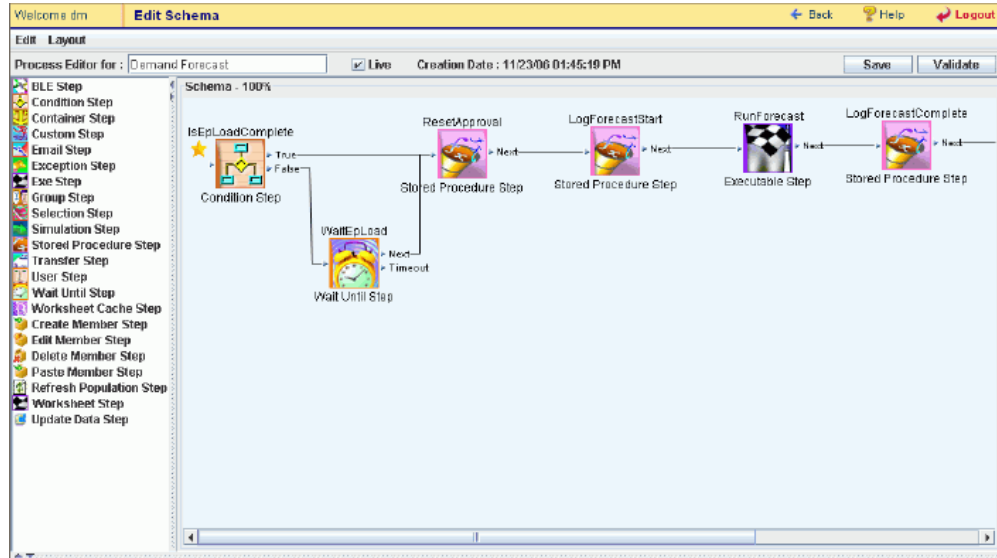 Welcome dm Edit Schema Back Help Logout
Edit Layout
Process Editor for : Demand Forecast Live Creation Date : 11/23/06 01:45:19 PM Save Validate
BLE Step
Condition Step
Container Step
Custom Step
Email Step
Exception Step
Exe Step
Group Step
Selection Step
Simulation Step
Stored Procedure Step
Transfer Step
User Step
Wait Until Step
Worksheet Cache Step
Create Member Step
Edit Member Step
Delete Member Step
Paste Member Step
Refresh Population Step
Worksheet Step
Update Data Step
Schema - 100%
IsEpLoadComplete
True
False
Condition Step
WaitEpLoad
Next
Timeout
Wait Until Step
ResetApproval
Next
Stored Procedure Step
LogForecastStart
Next
Stored Procedure Step
RunForecast
Next
Executable Step
LogForecastComplete
Next
Stored Procedure Step